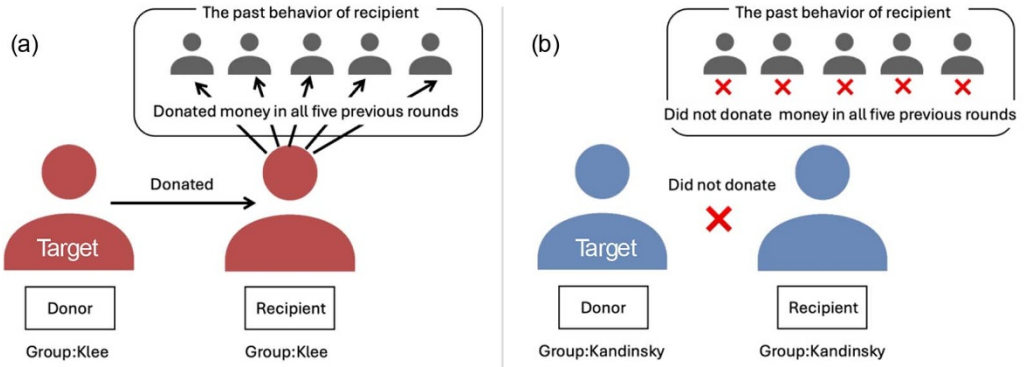 (a)
The past behavior of recipient
Donated money in all five previous rounds
Donated
Target
Donor
Recipient
Group:Klee
Group:Klee
(b)
The past behavior of recipient
Did not donate money in all five previous rounds
Did not donate
Target
Donor
Recipient
Group:Kandinsky
Group:Kandinsky